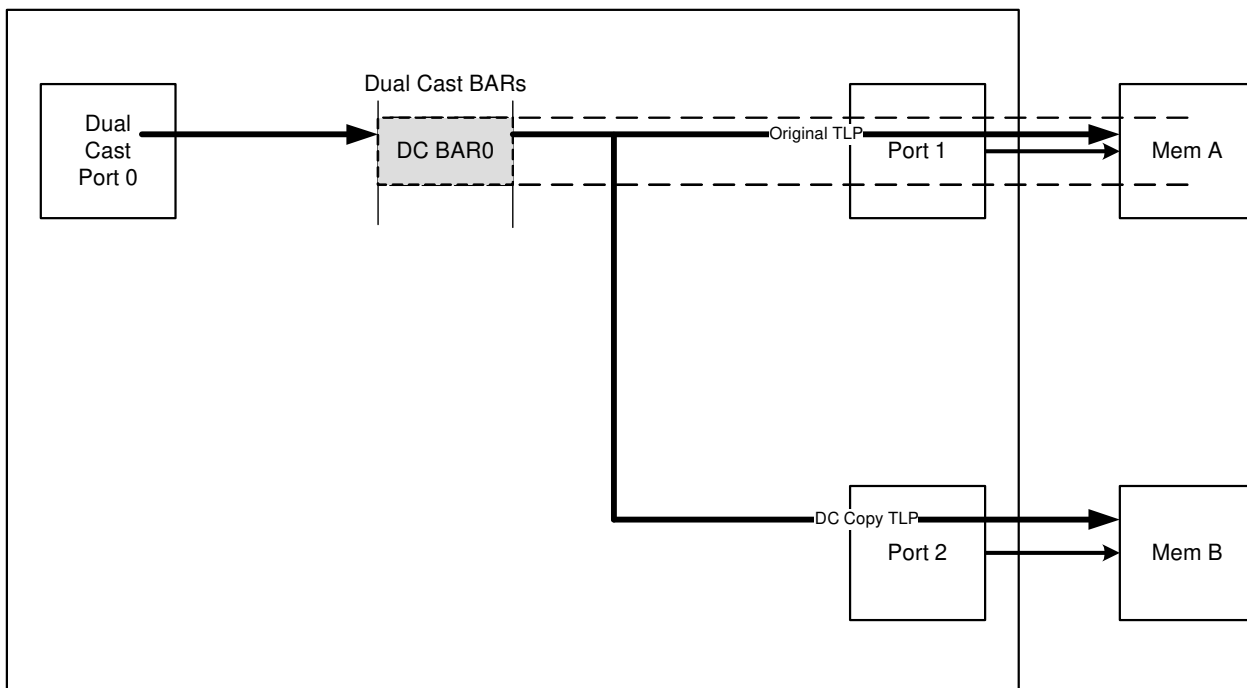 Dual Cast BARs
Dual
Cast
Port 0
DC BAR0
Original TLP
Port 1
Mem A
DC Copy TLP
Port 2
Mem B